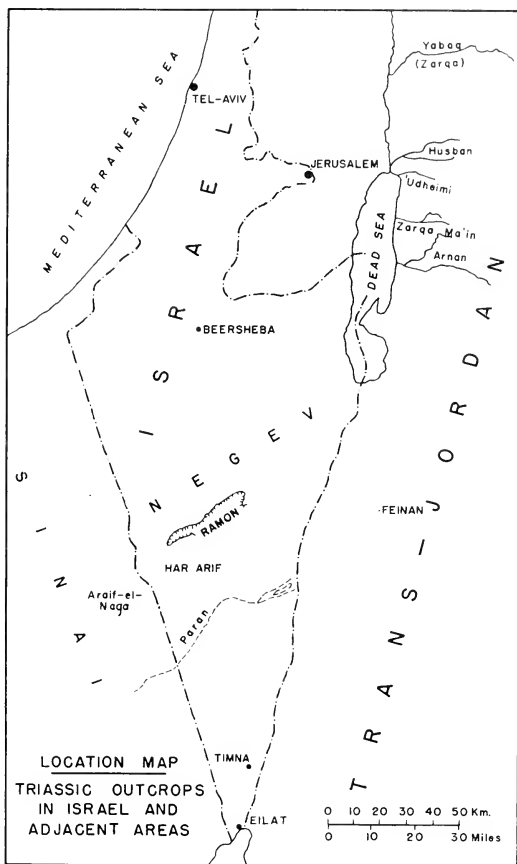 Yabaq
(Zarqa)
MEDITERRANEAN SEA
TEL-AVIV
Husban
JERUSALEM
'Udheimi
Zarqa Ma'in
Arnan
DEAD SEA
ISRAEL
BEERSHEBA
TRANS-JORDAN
NEGEV
SINAI
RAMON
FEINAN
HAR ARIF
Araif-el-
Naga
Paran
TIMNA
LOCATION MAP
TRIASSIC OUTCROPS
IN ISRAEL AND
ADJACENT AREAS
EILAT
10 0 10 20 30 40 50 Km.
10 0 10 20 30 Miles